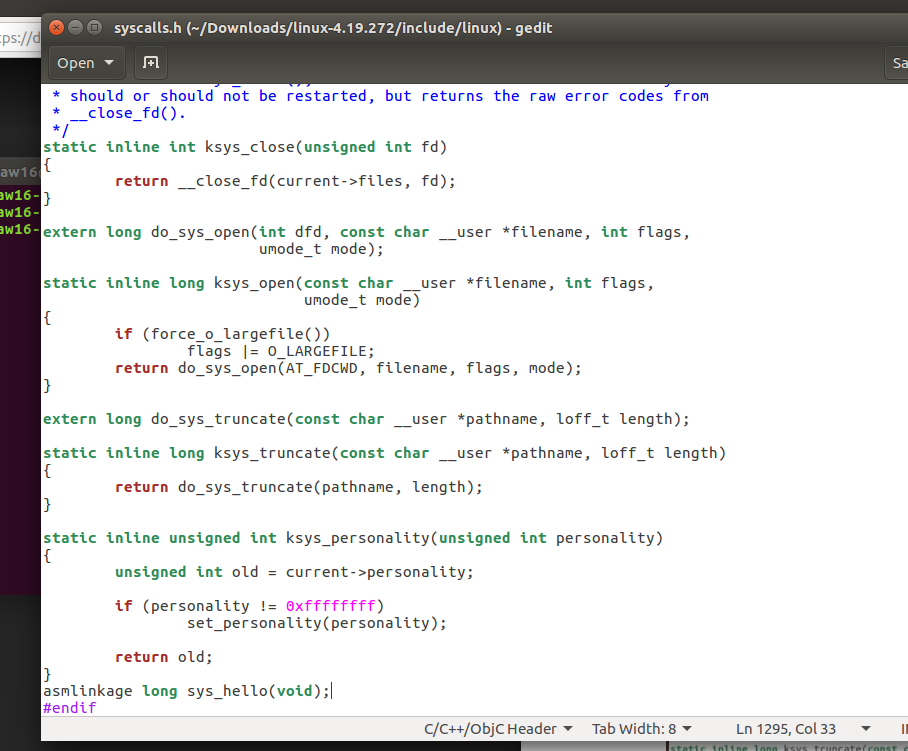 syscalls.h (~/Downloads/linux-4.19.272/include/linux) - gedit
Open
* should or should not be restarted, but returns the raw error codes from
* __close_fd().
*/
static inline int ksys_close(unsigned int fd)
{
return __close_fd(current->files, fd);
}
extern long do_sys_open(int dfd, const char __user *filename, int flags,
umode_t mode);
static inline long ksys_open(const char __user *filename, int flags,
umode_t mode)
{
if (force_o_largefile())
flags |= O_LARGEFILE;
return do_sys_open(AT_FDCWD, filename, flags, mode);
}
extern long do_sys_truncate(const char __user *pathname, loff_t length);
static inline long ksys_truncate(const char __user *pathname, loff_t length)
{
return do_sys_truncate(pathname, length);
}
static inline unsigned int ksys_personality(unsigned int personality)
{
unsigned int old = current->personality;
if (personality != 0xffffffff)
set_personality(personality);
return old;
}
asmlinkage long sys_hello(void);
#endif
C/C++/ObjC Header Tab Width: 8 Ln 1295, Col 33
static inline long ksys_truncate(const